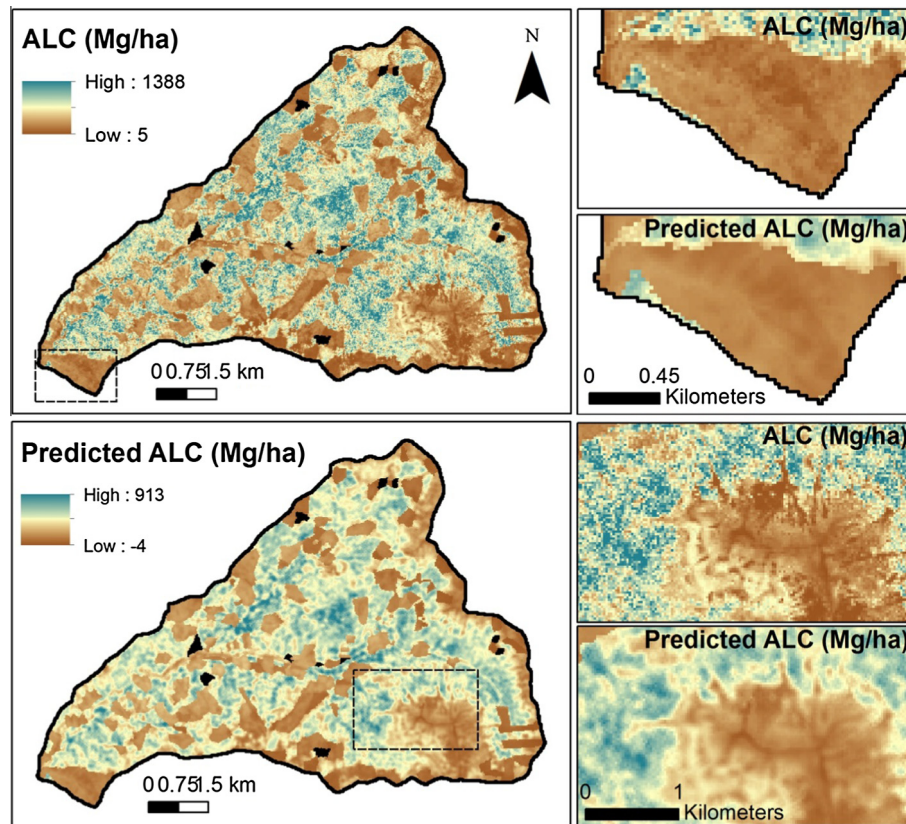 ALC (Mg/ha)
High : 1388
Low : 5
N
0 0.75 1.5 km
ALC (Mg/ha)
Predicted ALC (Mg/ha)
0 0.45
Kilometers
Predicted ALC (Mg/ha)
High : 913
Low : -4
0 0.75 1.5 km
ALC (Mg/ha)
Predicted ALC (Mg/ha)
0 1
Kilometers